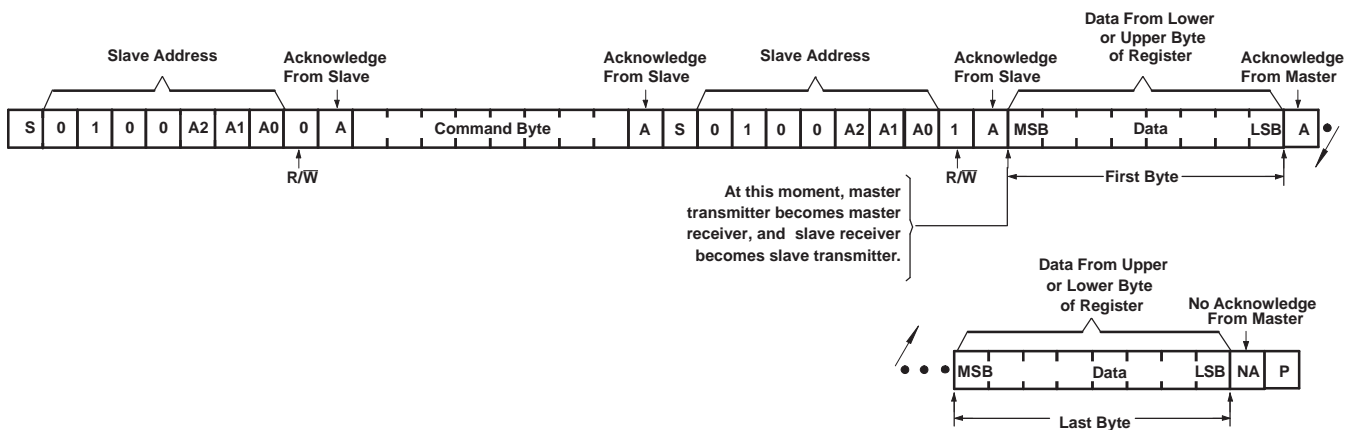 Data From Lower
or Upper Byte
of Register
Slave Address
Acknowledge
From Slave
Acknowledge
From Slave
Slave Address
Acknowledge
From Slave
Acknowledge
From Master
S 0 1 0 0 A2 A1 A0 0 A Command Byte A S 0 1 0 0 A2 A1 A0 1 A MSB Data LSB A
R/W̅
R/W̅
First Byte
At this moment, master
transmitter becomes master
receiver, and slave receiver
becomes slave transmitter.
Data From Upper
or Lower Byte
of Register
No Acknowledge
From Master
MSB Data LSB NA P
Last Byte